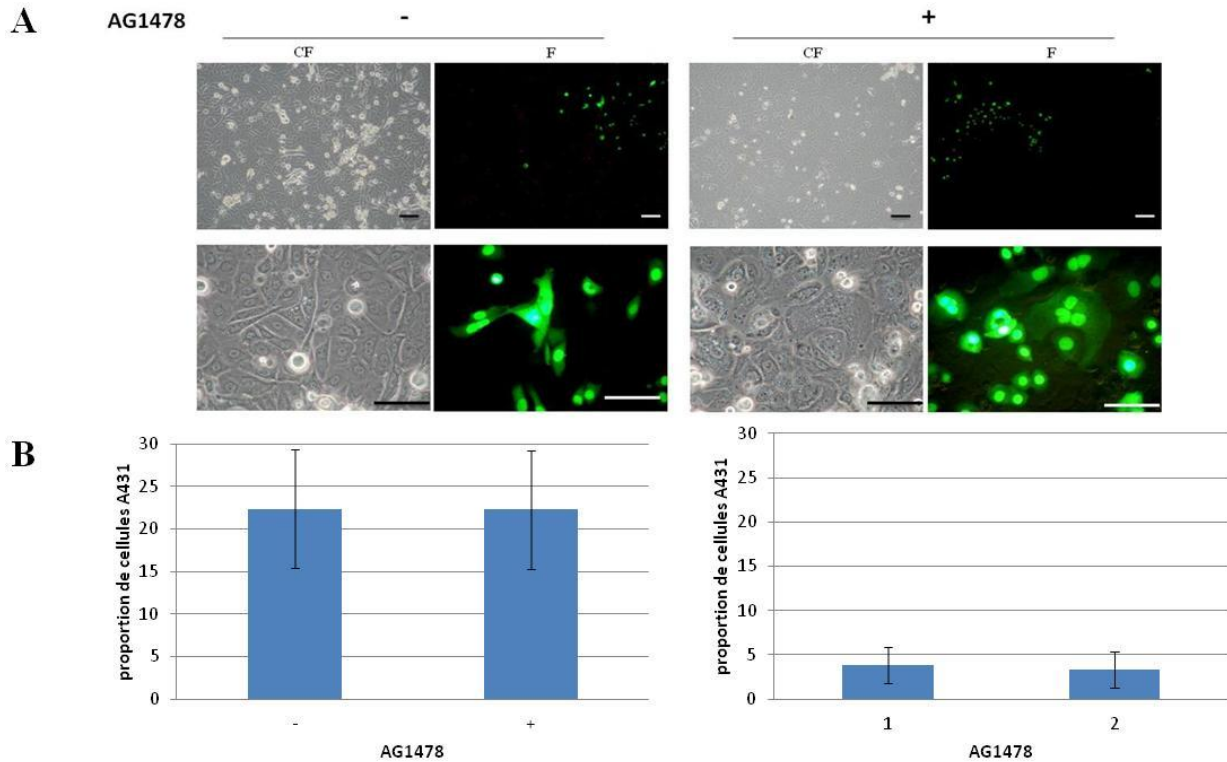 A
AG1478
-
+
CF
F
CF
F
B
proportion de cellules A431
30
25
20
15
10
5
0
-
+
AG1478
proportion de cellules A431
30
25
20
15
10
5
0
1
2
AG1478